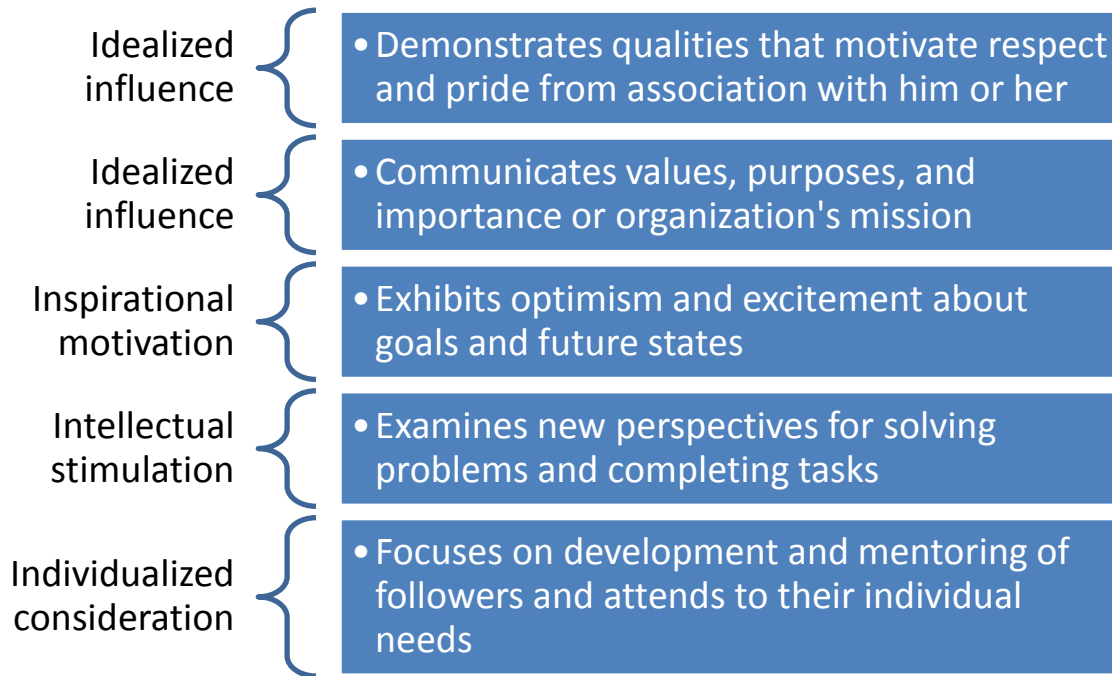 Idealized
influence
• Demonstrates qualities that motivate respect
and pride from association with him or her
Idealized
influence
• Communicates values, purposes, and
importance or organization's mission
Inspirational
motivation
• Exhibits optimism and excitement about
goals and future states
Intellectual
stimulation
• Examines new perspectives for solving
problems and completing tasks
Individualized
consideration
• Focuses on development and mentoring of
followers and attends to their individual
needs